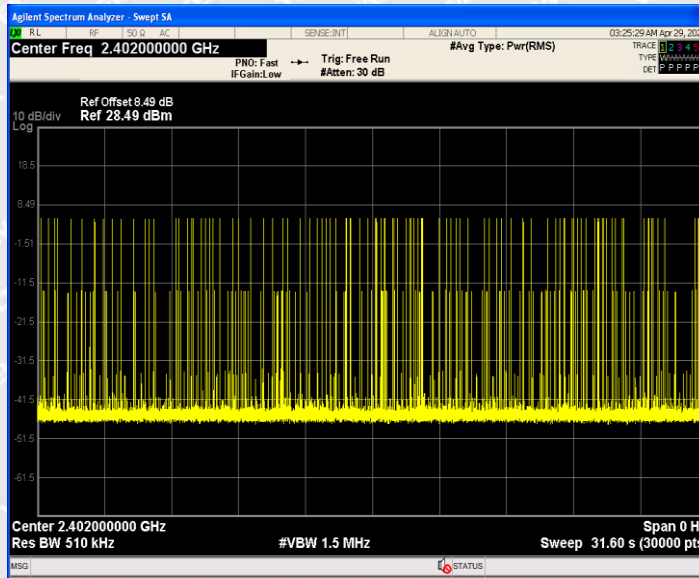 Agilent Spectrum Analyzer - Swept SA
RL RF 50 Ω AC SENSE:INT ALIGN AUTO 03:25:29 AM Apr 29, 202
Center Freq 2.402000000 GHz
#Avg Type: Pwr(RMS)
TRACE 1 2 3 4 5
PNO: Fast Trig: Free Run TYPE
IFGain:Low #Atten: 30 dB DET P P P P P
Ref Offset 8.49 dB
10 dB/div Ref 28.49 dBm
Log
18.5
8.49
-1.51
-11.5
-21.5
-31.5
-41.5
-51.5
-61.5
Center 2.402000000 GHz Span 0 H
Res BW 510 kHz #VBW 1.5 MHz Sweep 31.60 s (30000 pts
MSG STATUS